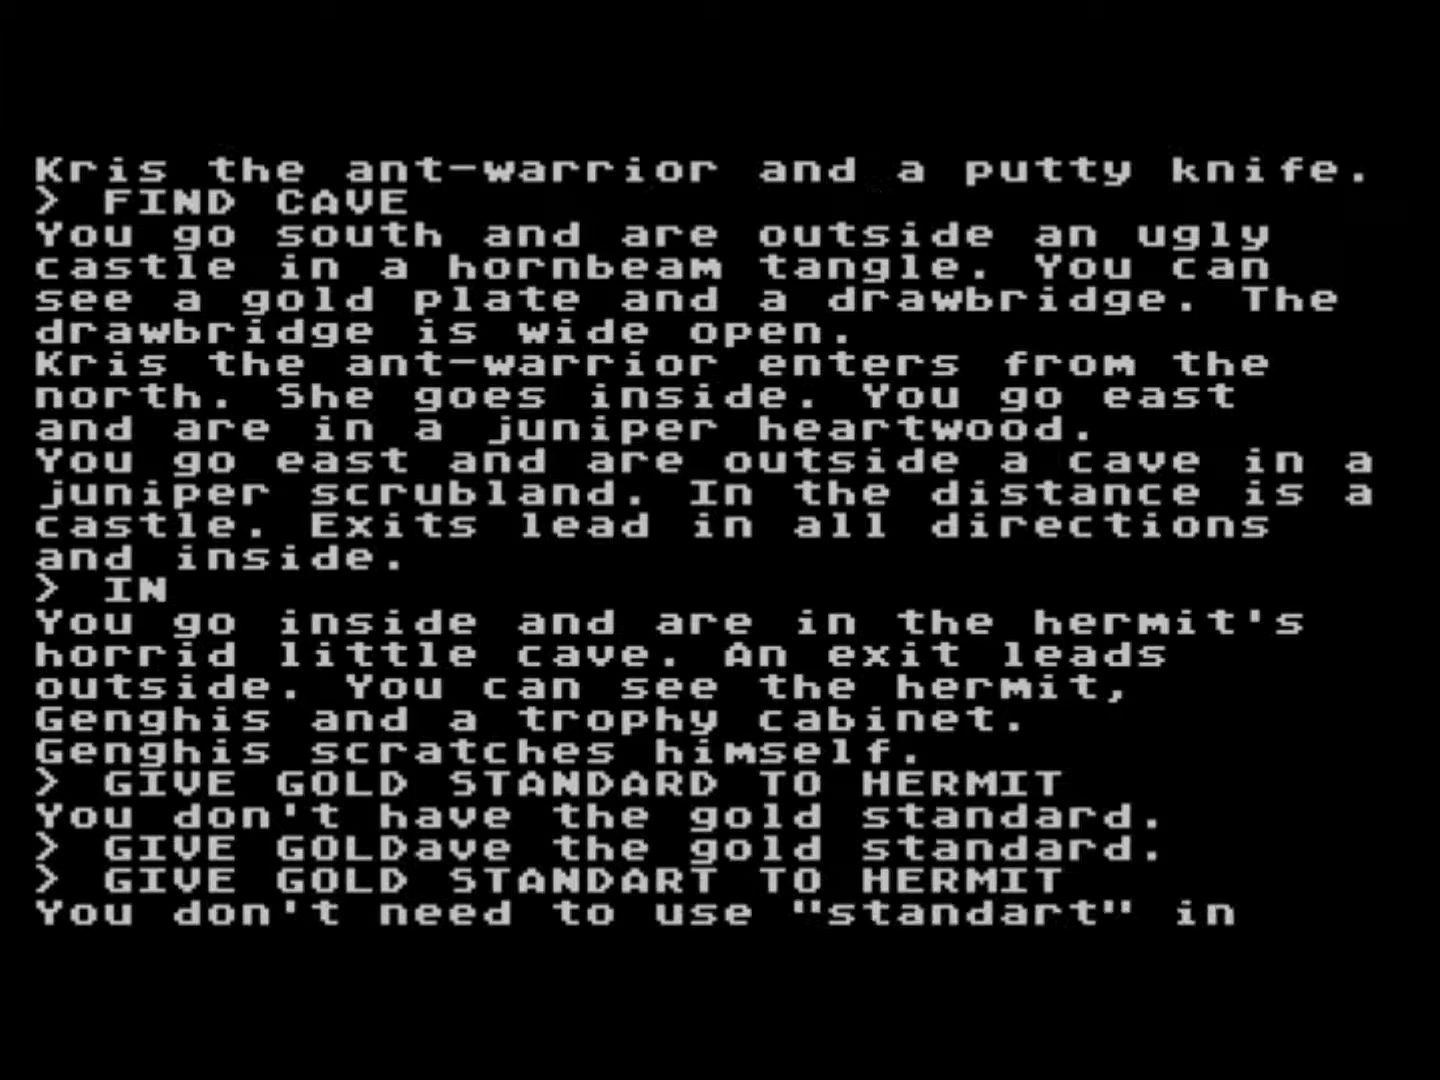 Kris the ant-warrior and a putty knife.
> FIND CAVE
You go south and are outside an ugly
castle in a hornbeam tangle. You can
see a gold plate and a drawbridge. The
drawbridge is wide open.
Kris the ant-warrior enters from the
north. She goes inside. You go east
and are in a juniper heartwood.
You go east and are outside a cave in a
juniper scrubland. In the distance is a
castle. Exits lead in all directions
and inside.
> IN
You go inside and are in the hermit's
horrid little cave. An exit leads
outside. You can see the hermit,
Genghis and a trophy cabinet.
Genghis scratches himself.
> GIVE GOLD STANDARD TO HERMIT
You don't have the gold standard.
> GIVE GOLDave the gold standard.
> GIVE GOLD STANDART TO HERMIT
You don't need to use "standart" in